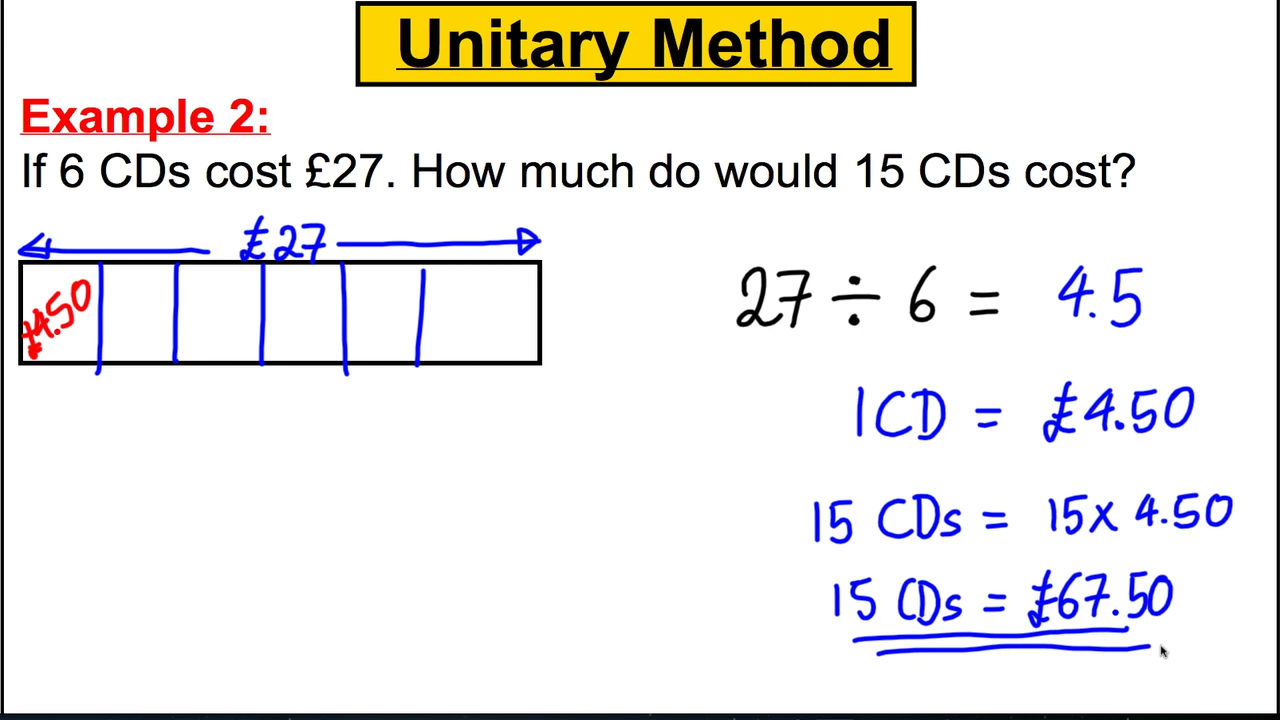 Unitary Method
Example 2:
If 6 CDs cost £27. How much do would 15 CDs cost?
£27
£4.50
27 ÷ 6 = 4.5
1CD = £4.50
15 CDs = 15x 4.50
15 CDs = £67.50